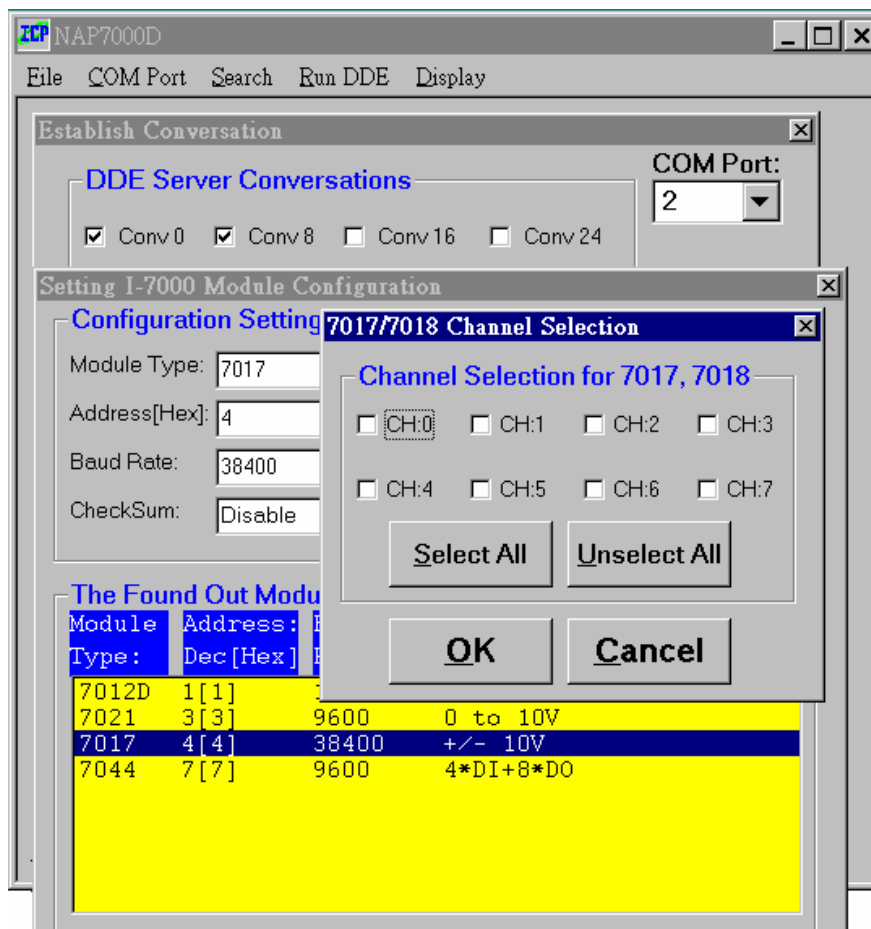 ICP NAP7000D
File COM Port Search Run DDE Display
Establish Conversation
DDE Server Conversations
COM Port:
2
Conv 0 Conv 8 Conv 16 Conv 24
Setting I-7000 Module Configuration
Configuration Setting
Module Type: 7017
Address[Hex]: 4
Baud Rate: 38400
CheckSum: Disable
7017/7018 Channel Selection
Channel Selection for 7017, 7018
CH:0 CH:1 CH:2 CH:3
CH:4 CH:5 CH:6 CH:7
Select All Unselect All
OK Cancel
The Found Out
Module Address:
Type: Dec[Hex]
7012D 1[1]
7021 3[3] 9600 0 to 10V
7017 4[4] 38400 +/- 10V
7044 7[7] 9600 4*DI+8*DO